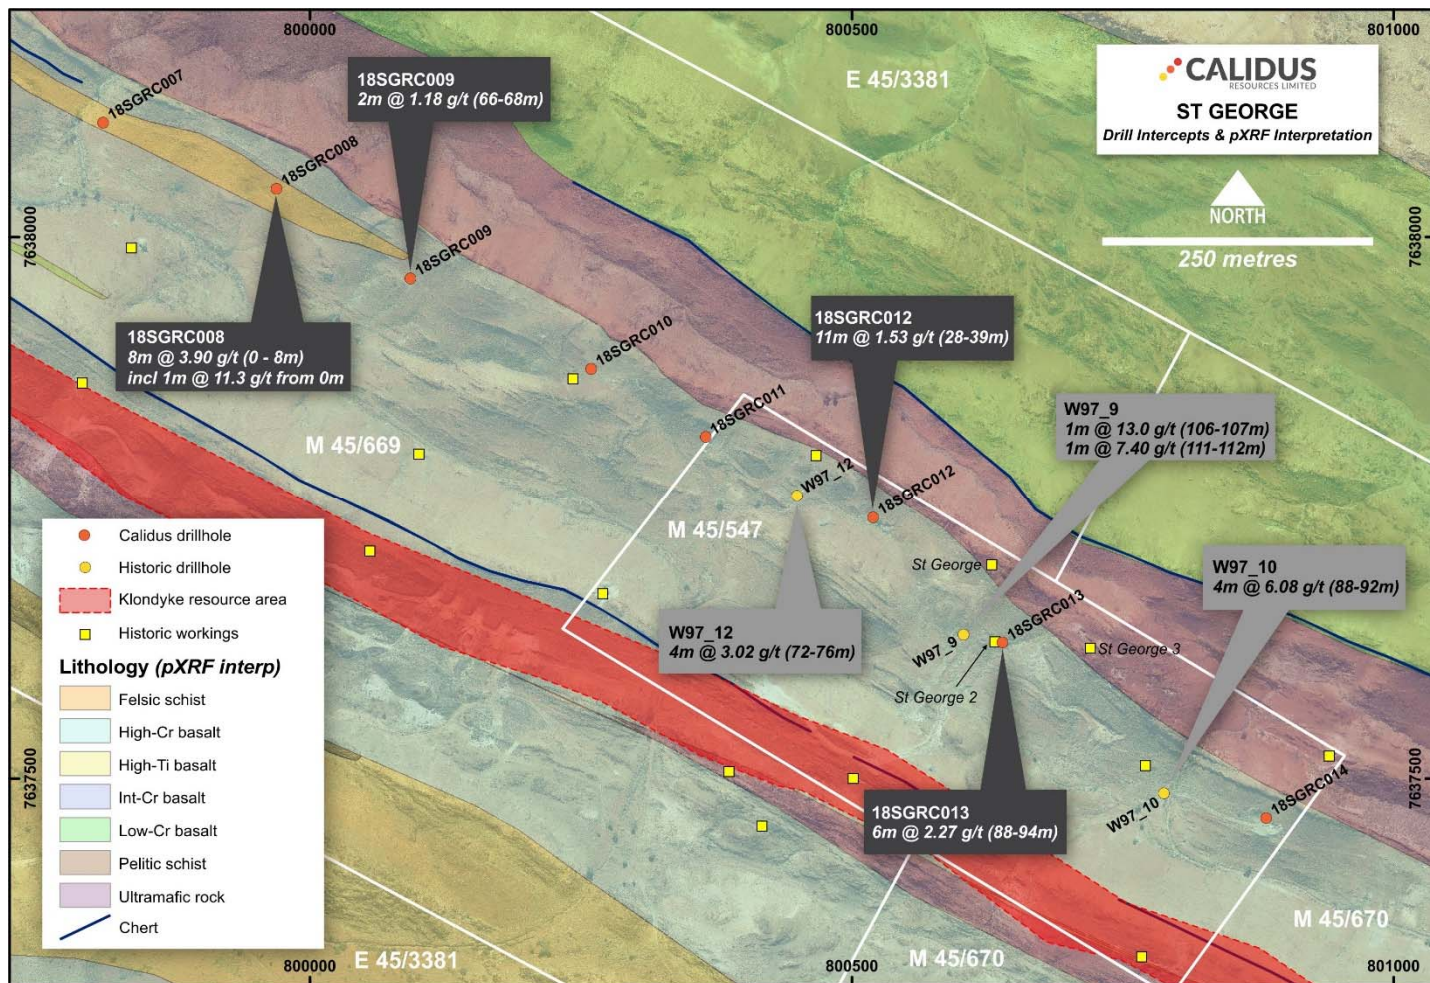 800000
800500
801000
CALIDUS
RESOURCES LIMITED
ST GEORGE
Drill Intercepts & pXRF Interpretation
NORTH
250 metres
E 45/3381
18SGRC007
18SGRC009
2m @ 1.18 g/t (66-68m)
18SGRC008
7638000
7638000
18SGRC009
18SGRC008
8m @ 3.90 g/t (0 - 8m)
incl 1m @ 11.3 g/t from 0m
18SGRC010
18SGRC012
11m @ 1.53 g/t (28-39m)
18SGRC011
W97_9
1m @ 13.0 g/t (106-107m)
1m @ 7.40 g/t (111-112m)
M 45/669
W97_12
18SGRC012
M 45/547
St George
W97_10
4m @ 6.08 g/t (88-92m)
W97_12
4m @ 3.02 g/t (72-76m)
W97_9
18SGRC013
St George 3
St George 2
7637500
7637500
18SGRC013
6m @ 2.27 g/t (88-94m)
W97_10
18SGRC014
Calidus drillhole
Historic drillhole
Klondyke resource area
Historic workings
Lithology (pXRF interp)
Felsic schist
High-Cr basalt
High-Ti basalt
Int-Cr basalt
Low-Cr basalt
Pelitic schist
Ultramafic rock
Chert
M 45/670
E 45/3381
M 45/670
800000
800500
801000